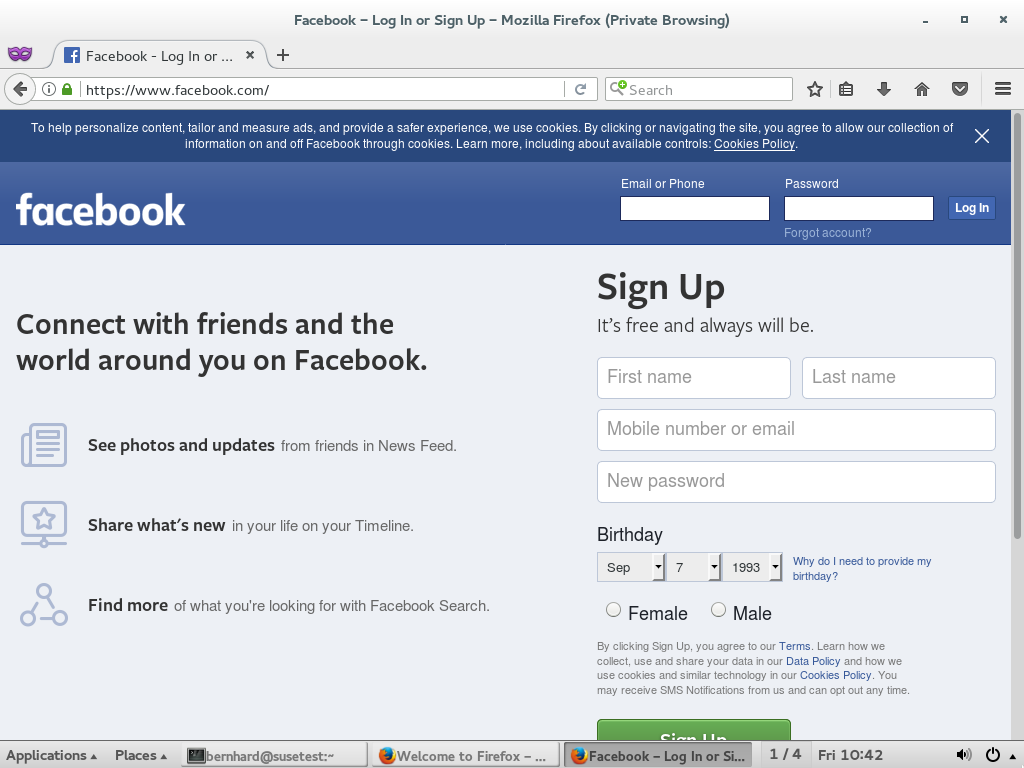 Facebook – Log In or Sign Up – Mozilla Firefox (Private Browsing)
Facebook - Log In or ...
https://www.facebook.com/
Search
To help personalize content, tailor and measure ads, and provide a safer experience, we use cookies. By clicking or navigating the site, you agree to allow our collection of
information on and off Facebook through cookies. Learn more, including about available controls: Cookies Policy.
facebook
Email or Phone
Password
Log In
Forgot account?
Connect with friends and the
world around you on Facebook.
See photos and updates from friends in News Feed.
Share what's new in your life on your Timeline.
Find more of what you're looking for with Facebook Search.
Sign Up
It's free and always will be.
First name
Last name
Mobile number or email
New password
Birthday
Sep 7 1993
Why do I need to provide my
birthday?
Female Male
By clicking Sign Up, you agree to our Terms. Learn how we
collect, use and share your data in our Data Policy and how we
use cookies and similar technology in our Cookies Policy. You
may receive SMS Notifications from us and can opt out any time.
Sign Up
Applications Places bernhard@susetest:~ Welcome to Firefox – ... Facebook – Log In or Si... 1 / 4 Fri 10:42